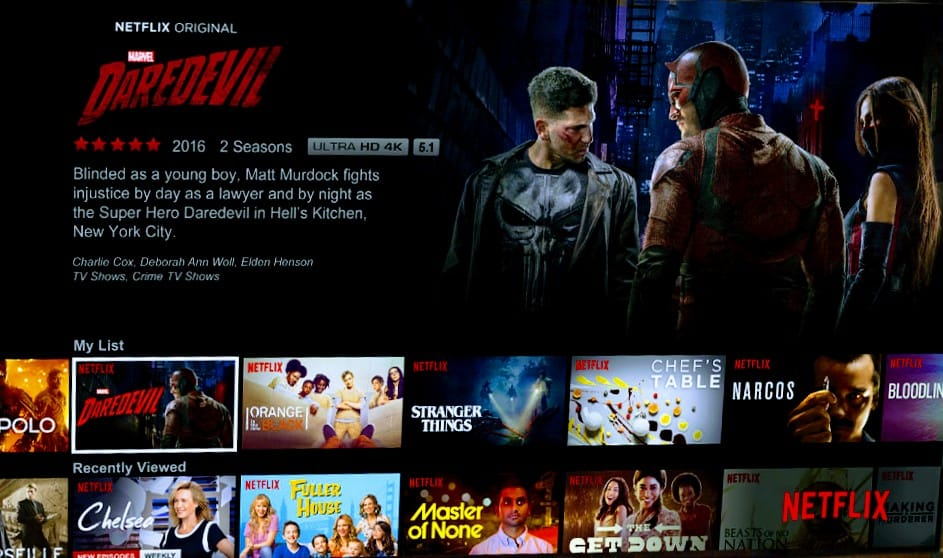 NETFLIX ORIGINAL
MARVEL
DAREDEVIL
2016 2 Seasons ULTRA HD 4K 5.1
Blinded as a young boy, Matt Murdock fights
injustice by day as a lawyer and by night as
the Super Hero Daredevil in Hell's Kitchen,
New York City.
Charlie Cox, Deborah Ann Woll, Elden Henson
TV Shows, Crime TV Shows
My List
POLO
NETFLIX
MARVEL
DAREDEVIL
NETFLIX
ORANGE
IS THE NEW
BLACK
NETFLIX
STRANGER
THINGS
NETFLIX
CHEF'S
TABLE
NETFLIX
NARCOS
NETFLIX
BLOODLIN
Recently Viewed
RSEILLE
NETFLIX
Chelsea
NEW EPISODES WEEKLY
NETFLIX
FULLER
HOUSE
NETFLIX
Master
of None
NETFLIX
THE
GET DOWN
NETFLIX
BEASTS OF NO
NATION
NETFLIX
NETFLIX
MAKING
MURDERER